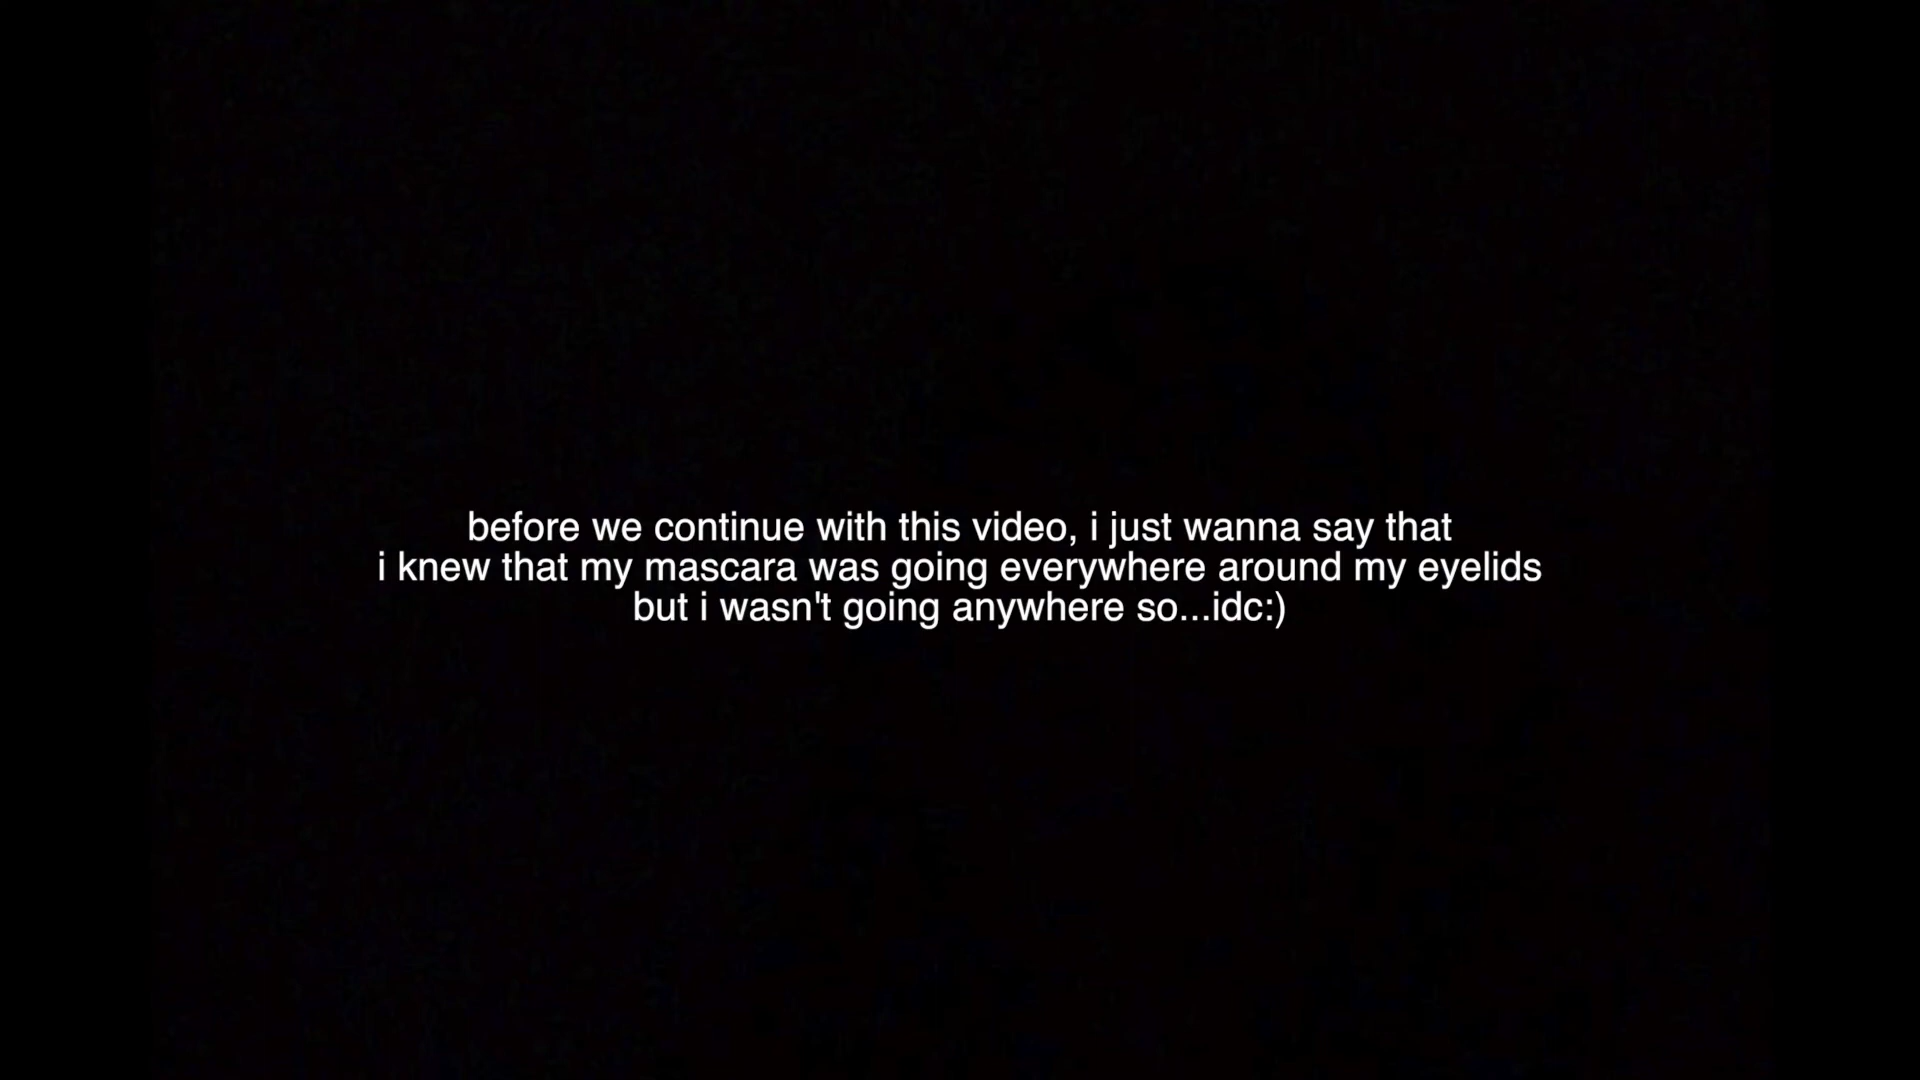 before we continue with this video, i just wanna say that
i knew that my mascara was going everywhere around my eyelids
but i wasn't going anywhere so...idc:)